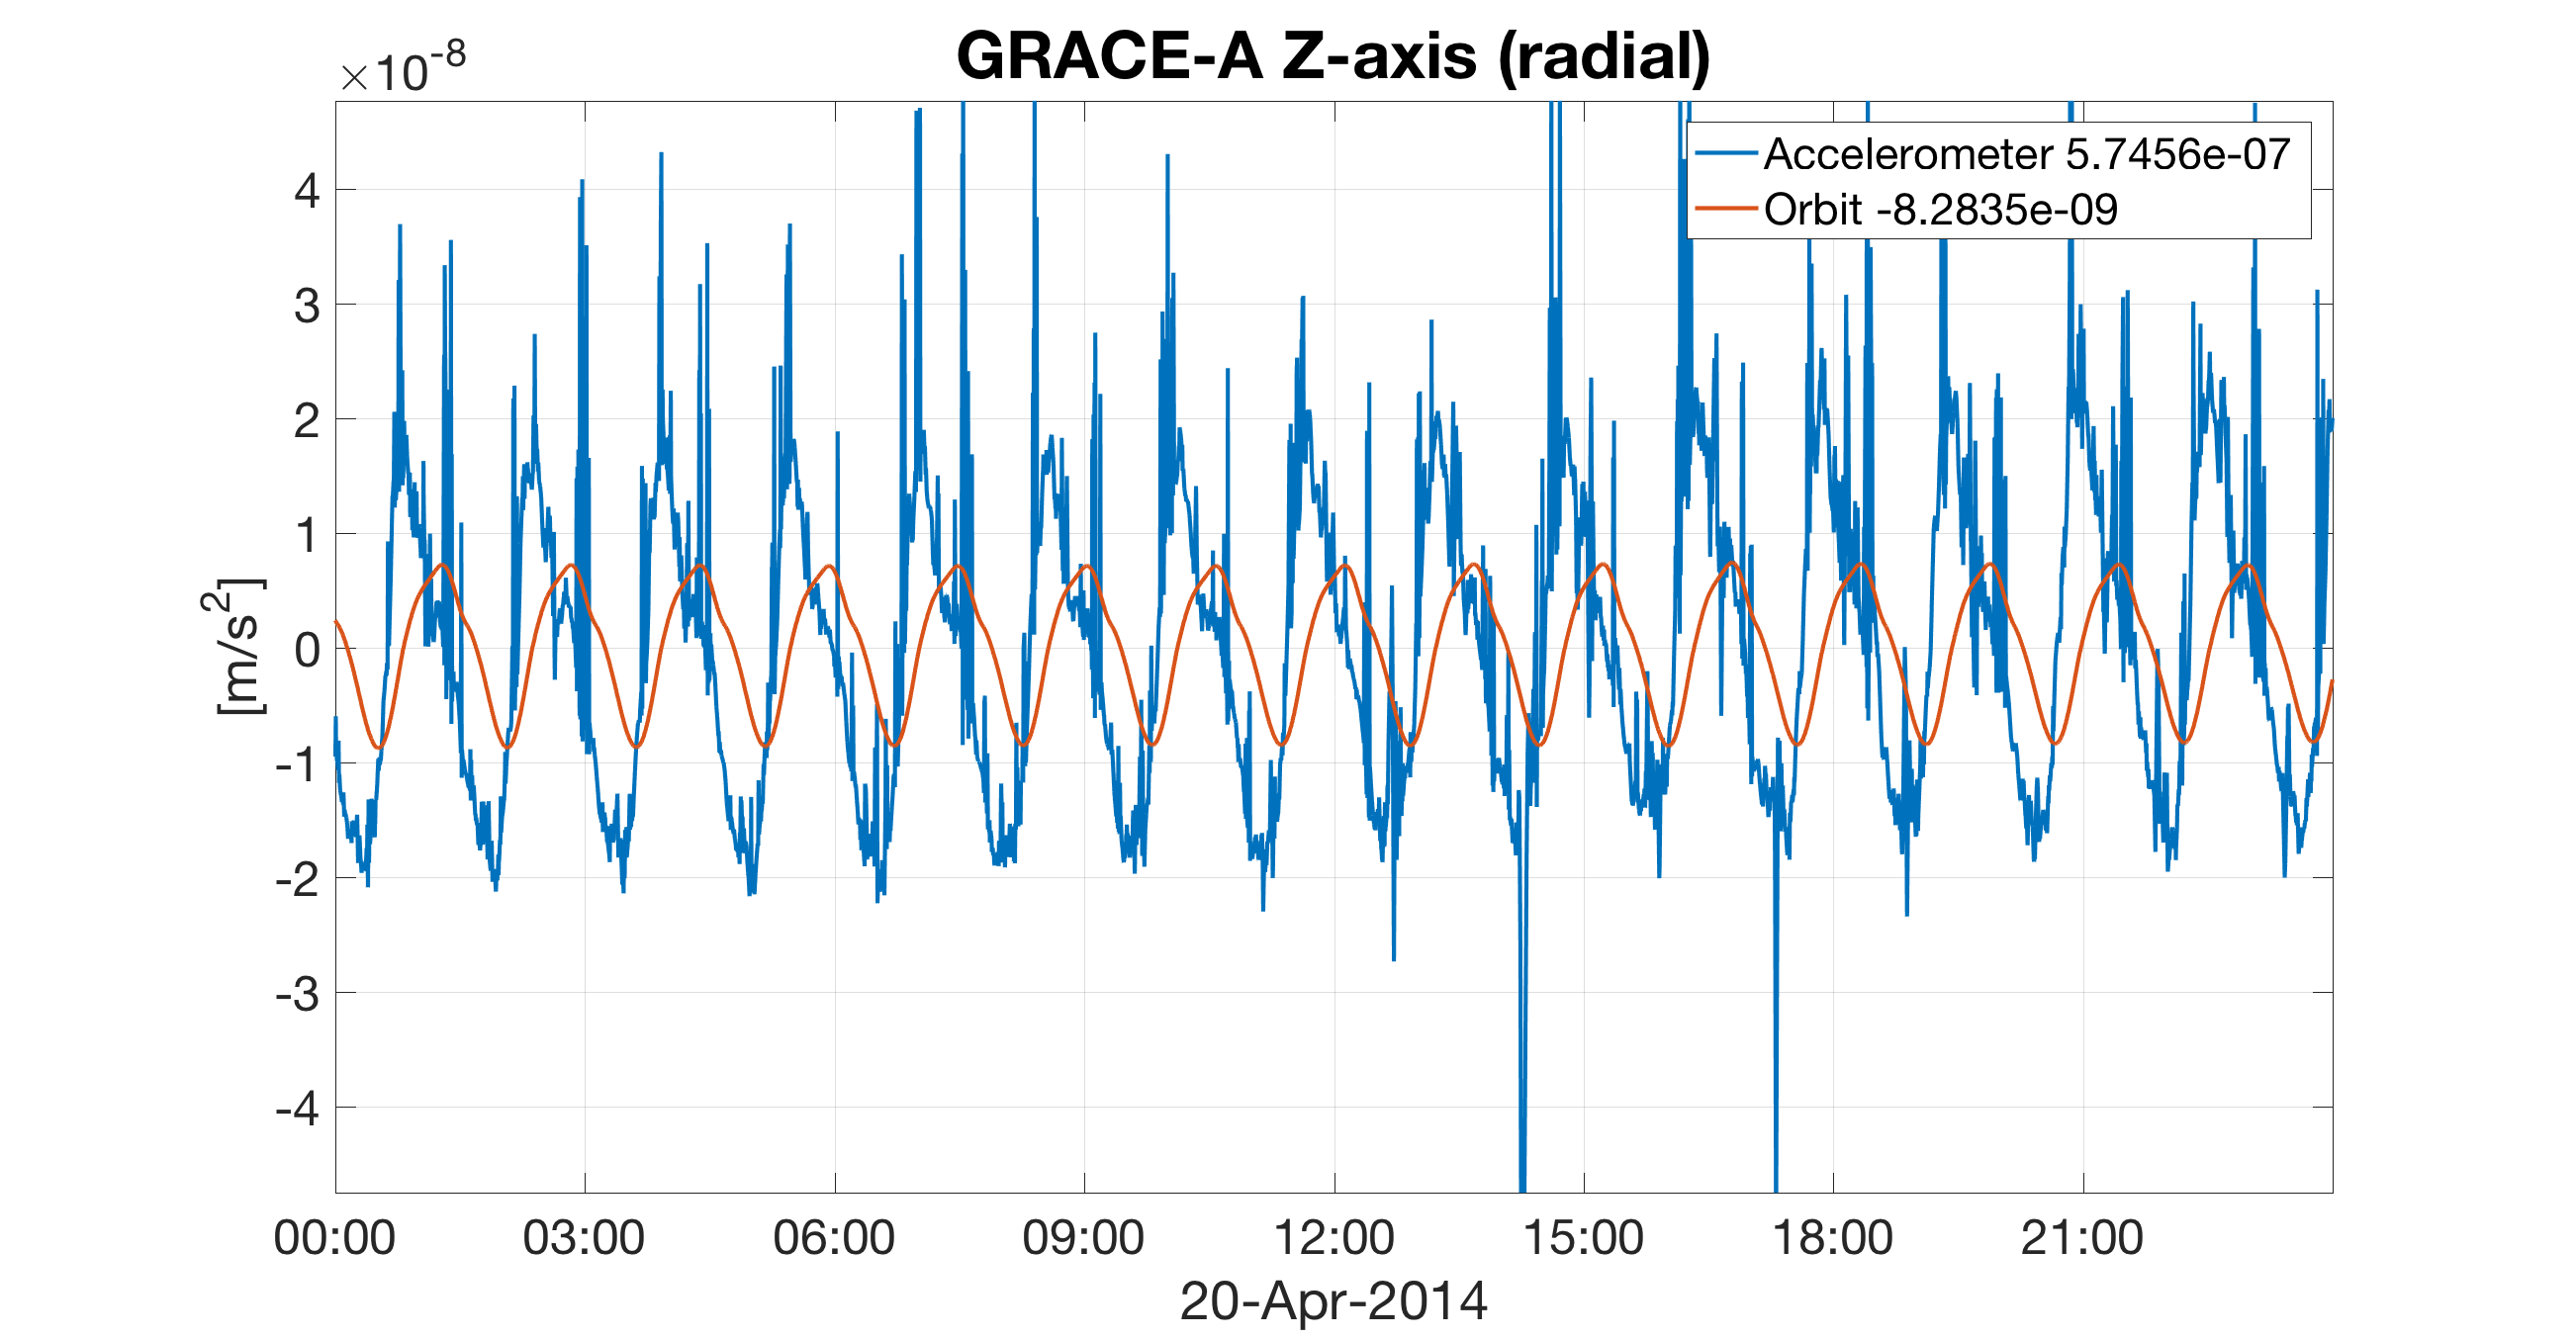 GRACE-A Z-axis (radial)
×10⁻⁸
Accelerometer 5.7456e-07
Orbit -8.2835e-09
4
3
2
1
0
-1
-2
-3
-4
[m/s²]
00:00 03:00 06:00 09:00 12:00 15:00 18:00 21:00
20-Apr-2014